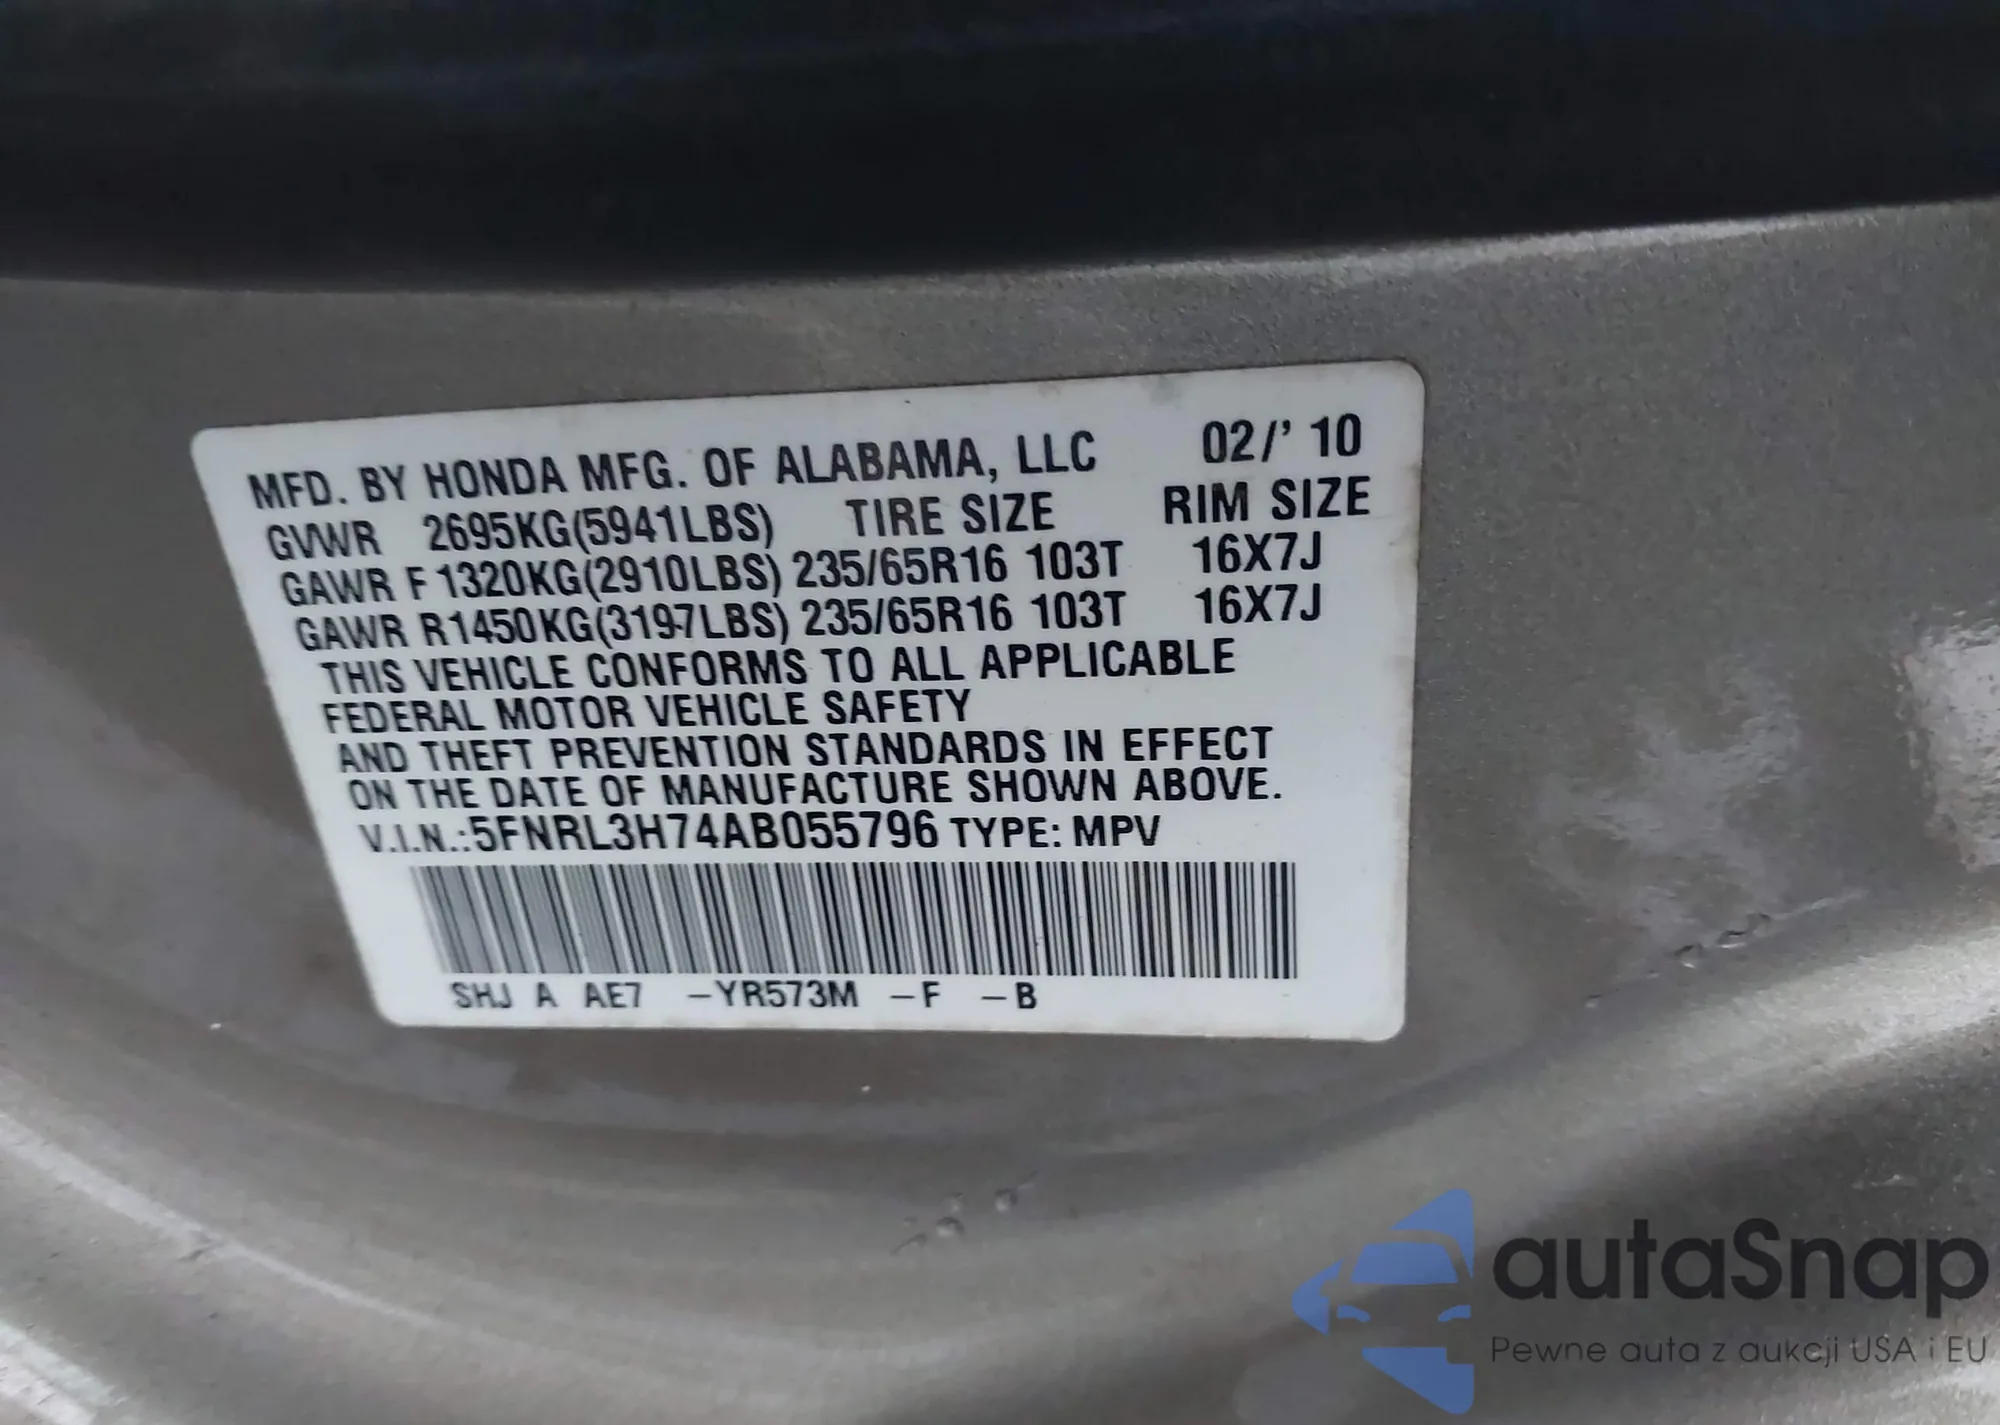 MFD. BY HONDA MFG. OF ALABAMA, LLC 02/' 10
GVWR 2695KG(5941LBS) TIRE SIZE RIM SIZE
GAWR F 1320KG(2910LBS) 235/65R16 103T 16X7J
GAWR R1450KG(3197LBS) 235/65R16 103T 16X7J
THIS VEHICLE CONFORMS TO ALL APPLICABLE
FEDERAL MOTOR VEHICLE SAFETY
AND THEFT PREVENTION STANDARDS IN EFFECT
ON THE DATE OF MANUFACTURE SHOWN ABOVE.
V.I.N.:5FNRL3H74AB055796 TYPE: MPV
SHJ A AE7 -YR573M -F -B
autaSnap
Pewne auta z aukcji USA i EU